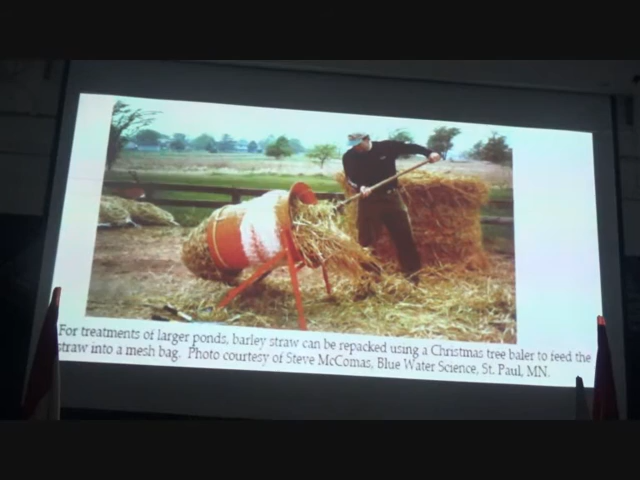 For treatments of larger ponds, barley straw can be repacked using a Christmas tree baler to feed the
straw into a mesh bag. Photo courtesy of Steve McComas, Blue Water Science, St. Paul, MN.